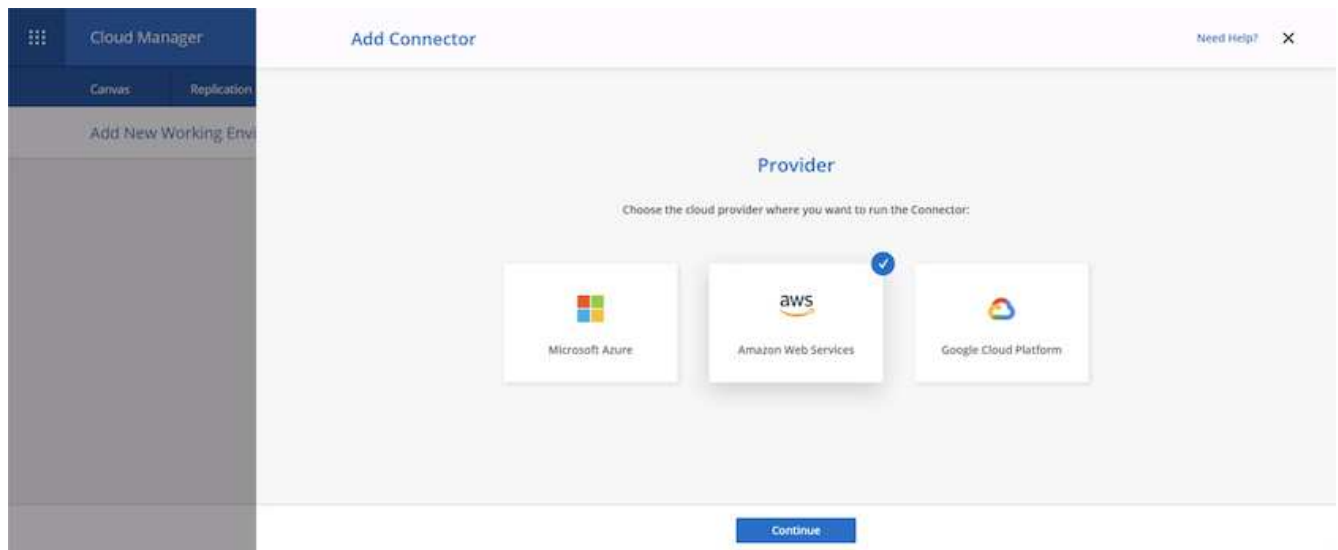 Cloud Manager
Add Connector
Need Help?
Canvas
Replication
Add New Working Envi
Provider
Choose the cloud provider where you want to run the Connector:
aws
Microsoft Azure
Amazon Web Services
Google Cloud Platform
Continue